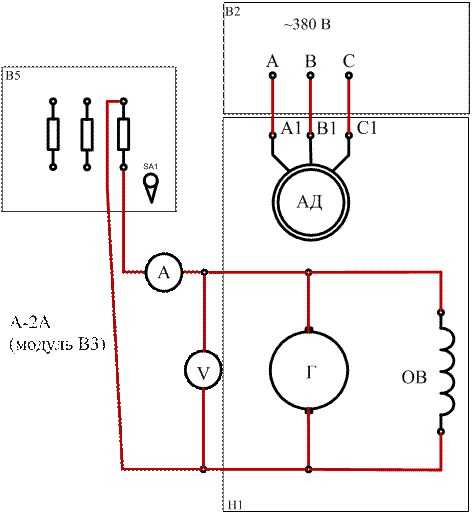 В2
~380 В
А В С
В5
А1 В1 С1
SA1
АД
А
А-2А
(модуль В3)
V
Г
ОВ
Н1